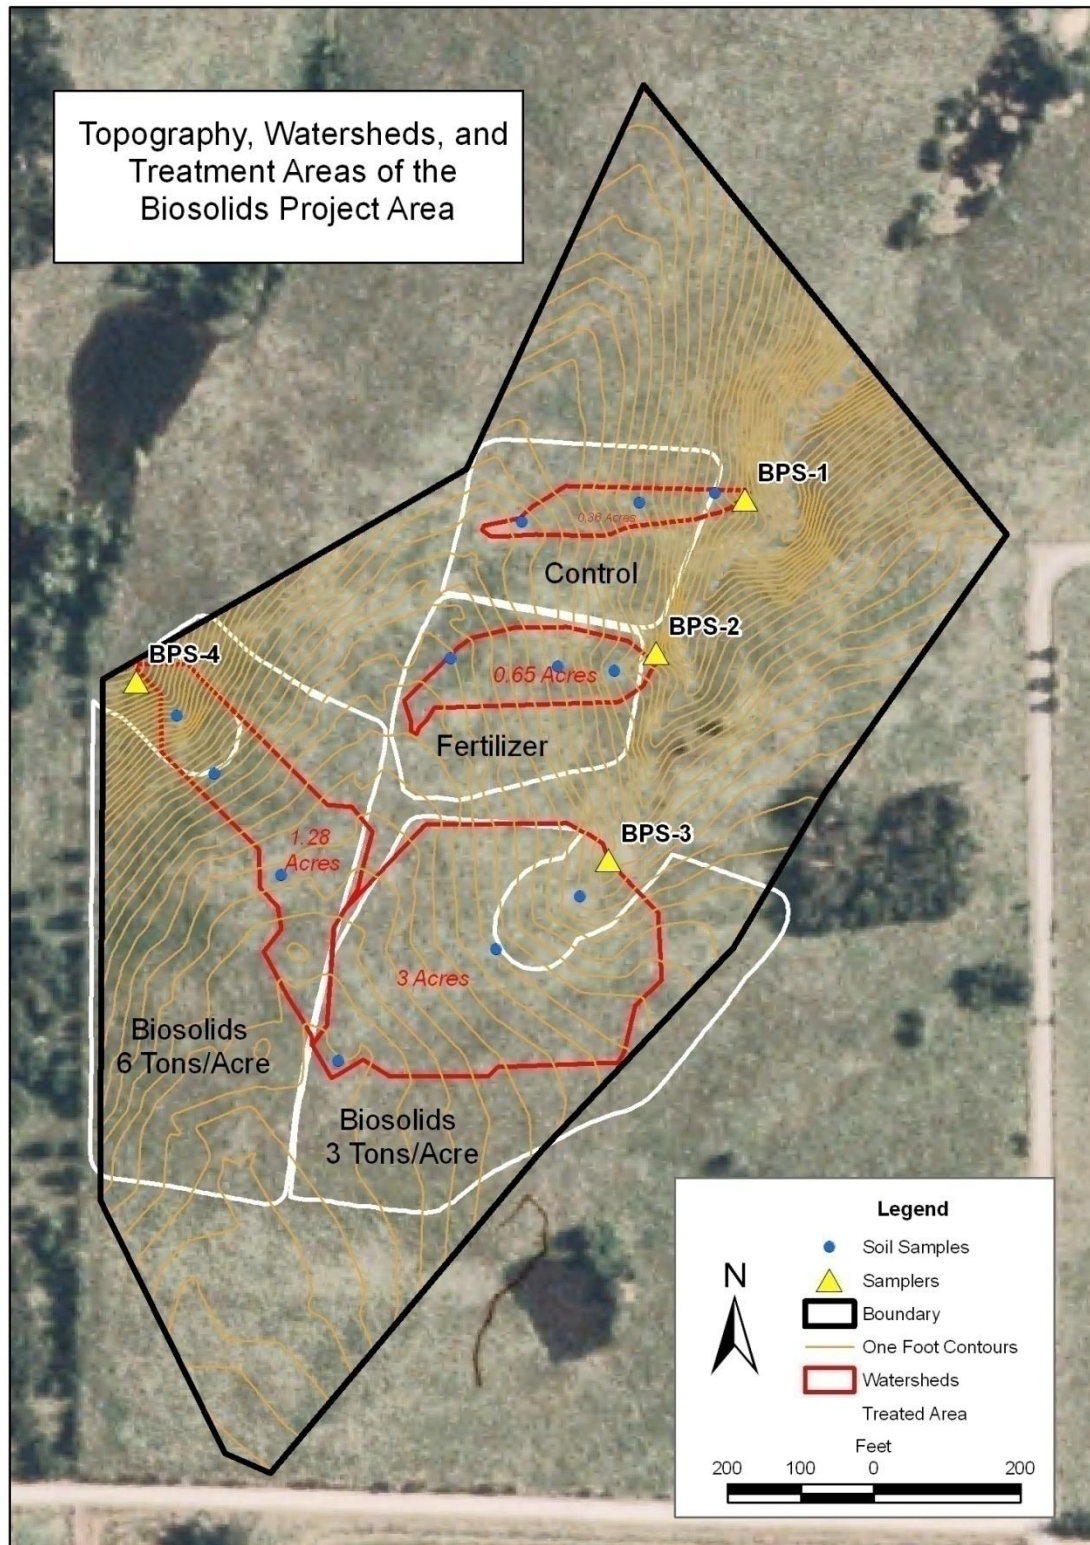 Topography, Watersheds, and
Treatment Areas of the
Biosolids Project Area
BPS-1
0.36 Acres
Control
BPS-2
0.65 Acres
BPS-4
Fertilizer
BPS-3
1.28
Acres
3 Acres
Biosolids
6 Tons/Acre
Biosolids
3 Tons/Acre
Legend
Soil Samples
Samplers
Boundary
One Foot Contours
Watersheds
Treated Area
Feet
200 100 0 200
N